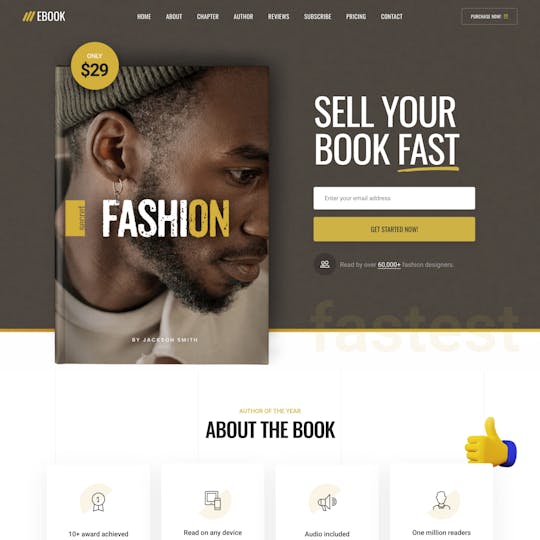 EBOOK
HOME ABOUT CHAPTER AUTHOR REVIEWS SUBSCRIBE PRICING CONTACT
PURCHASE NOW!
ONLY
$29
secret
FASHION
BY JACKSON SMITH
SELL YOUR
BOOK FAST
Enter your email address
GET STARTED NOW!
Read by over 60,000+ fashion designers.
fastest
AUTHOR OF THE YEAR
ABOUT THE BOOK
1
10+ award achieved
Read on any device
Audio included
One million readers